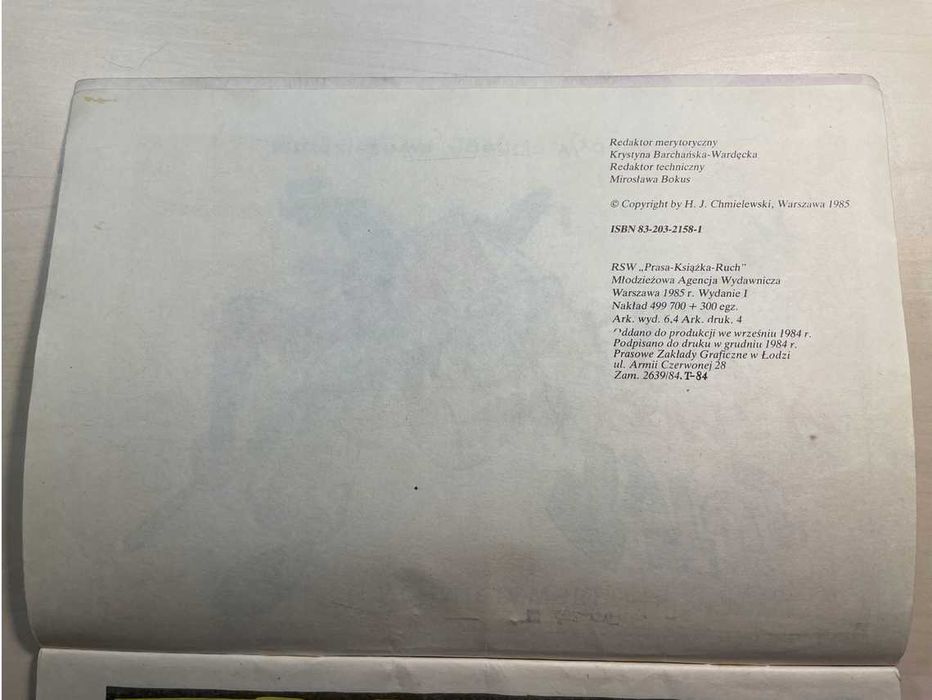 Redaktor merytoryczny
Krystyna Barchańska-Wardęcka
Redaktor techniczny
Mirosława Bokus
© Copyright by H. J. Chmielewski, Warszawa 1985
ISBN 83-203-2158-1
RSW „Prasa-Książka-Ruch”
Młodzieżowa Agencja Wydawnicza
Warszawa 1985 r. Wydanie I
Nakład 499 700 + 300 egz.
Ark. wyd. 6,4 Ark. druk. 4
Oddano do produkcji we wrześniu 1984 r.
Podpisano do druku w grudniu 1984 r.
Prasowe Zakłady Graficzne w Łodzi
ul. Armii Czerwonej 28
Zam. 2639/84. T-84